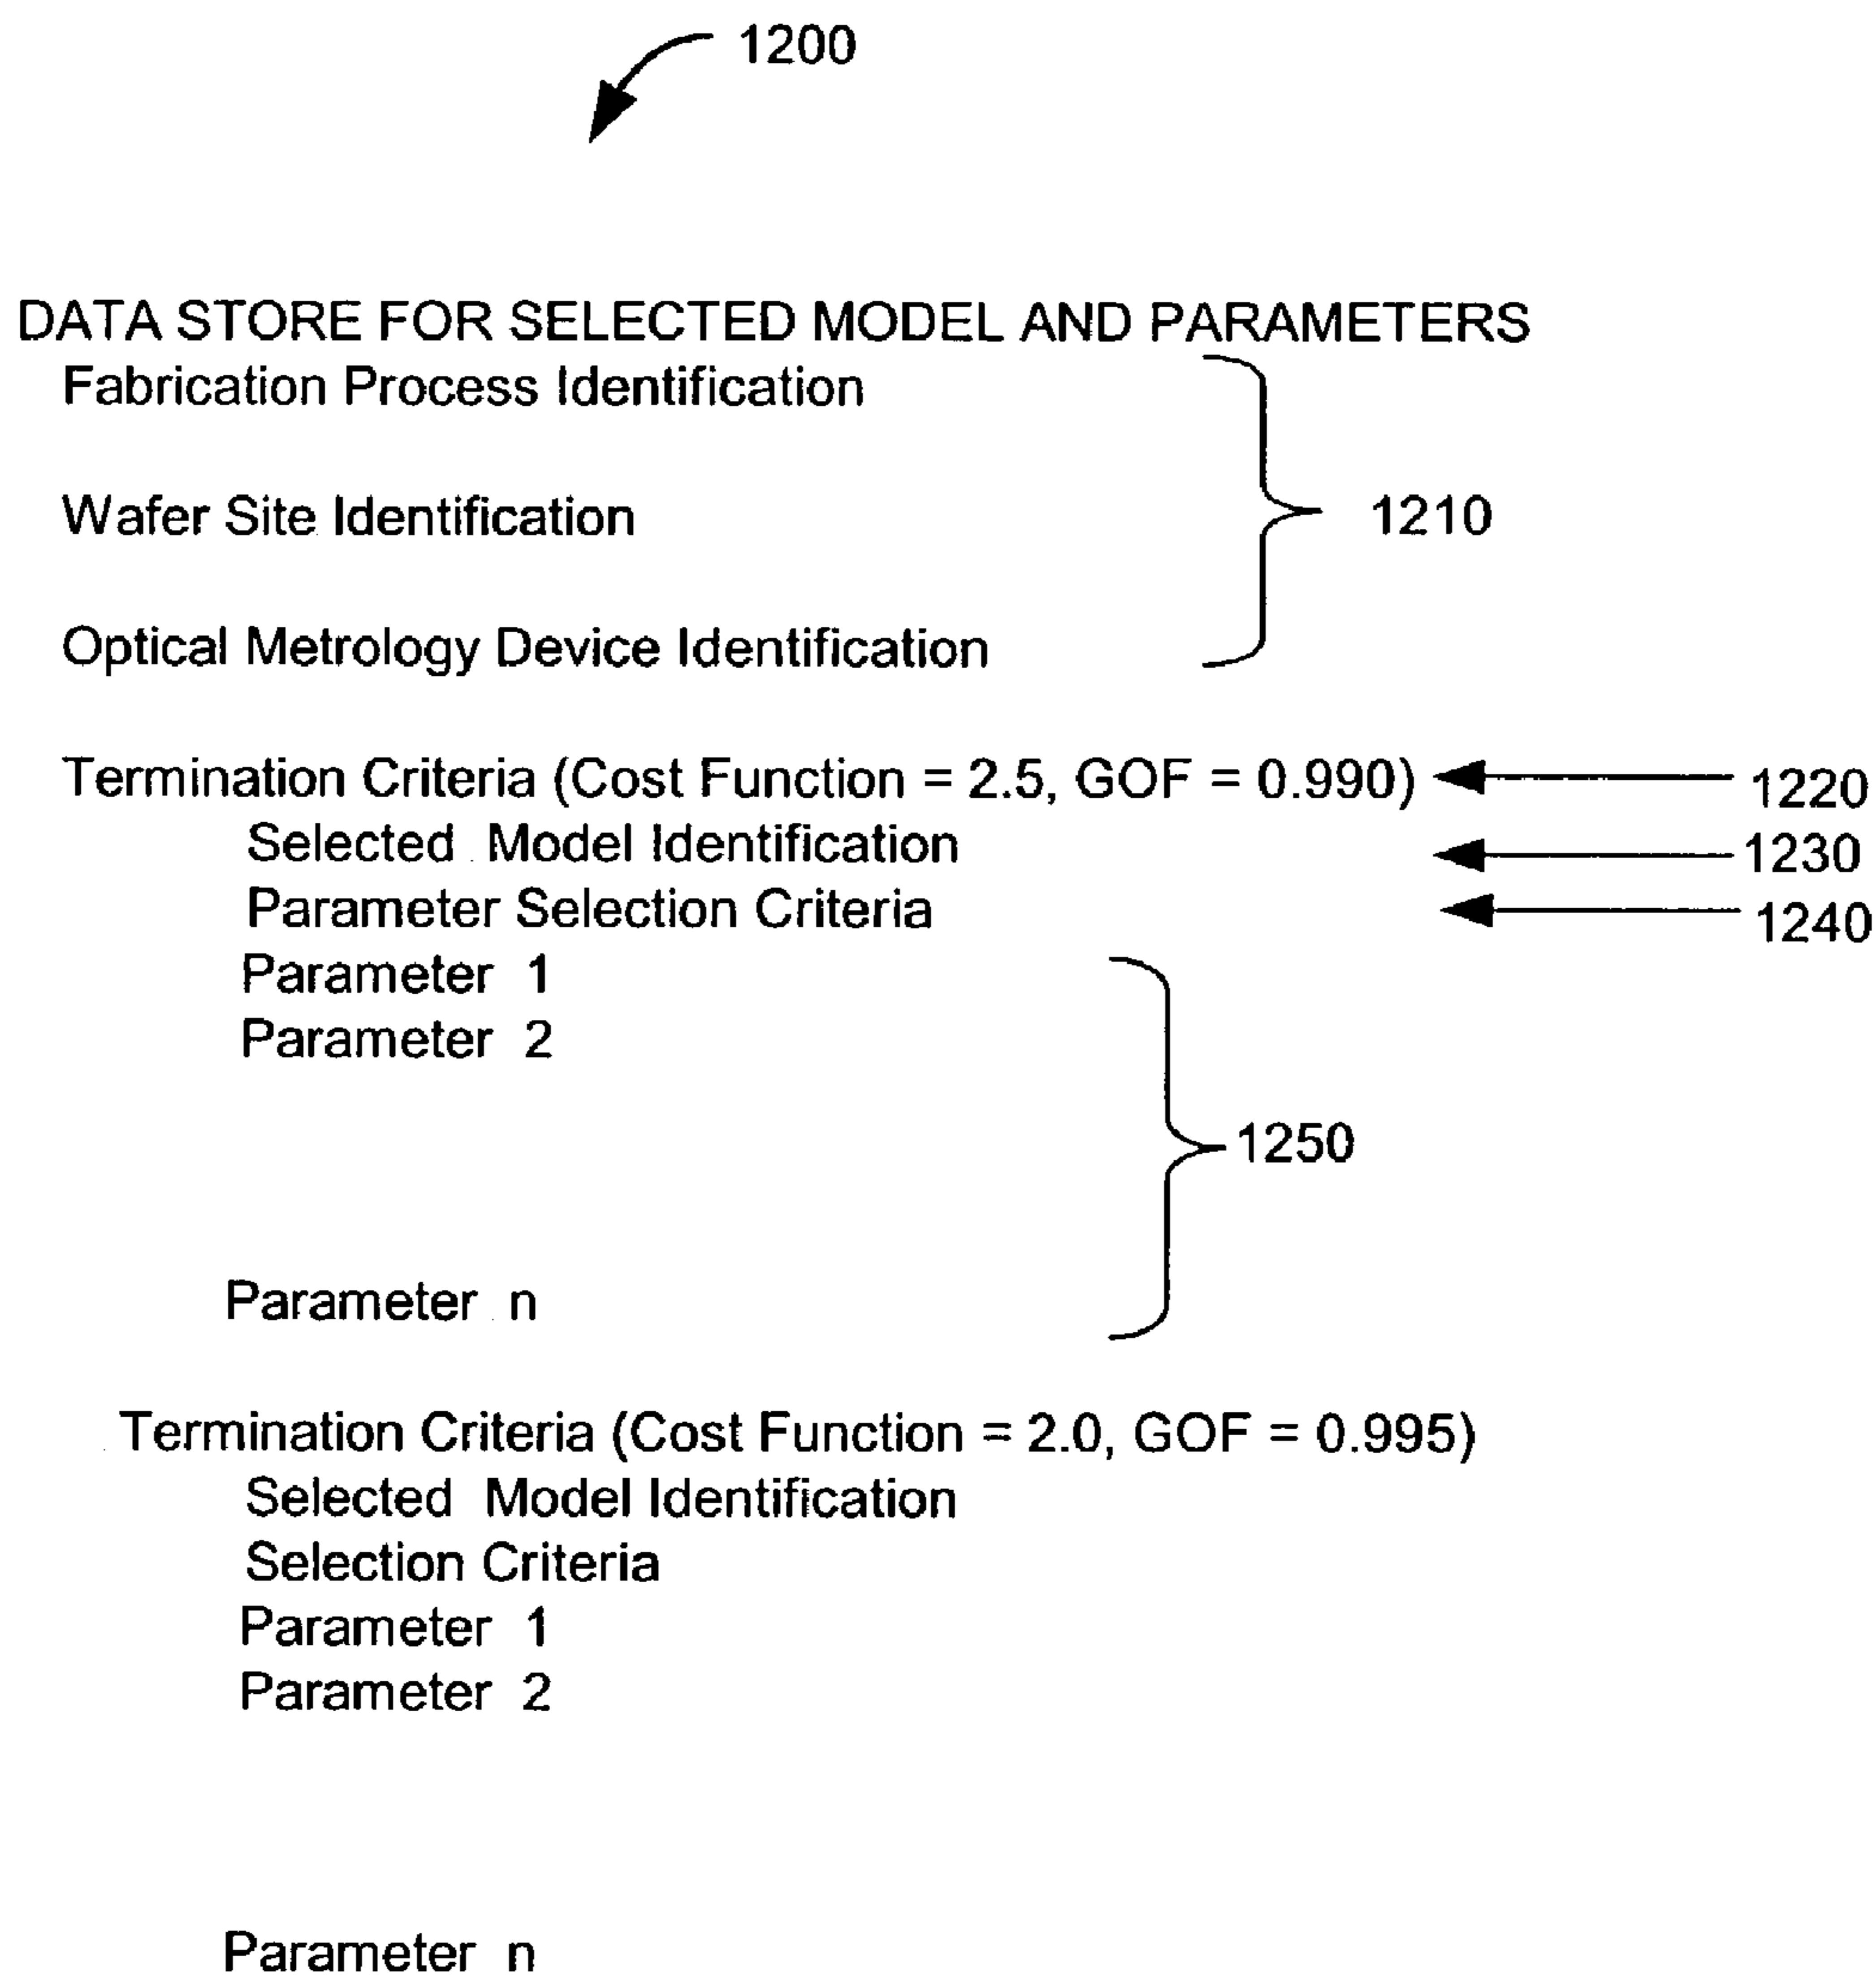 1200
DATA STORE FOR SELECTED MODEL AND PARAMETERS
Fabrication Process Identification
Wafer Site Identification
1210
Optical Metrology Device Identification
Termination Criteria (Cost Function = 2.5, GOF = 0.990)
1220
Selected Model Identification
1230
Parameter Selection Criteria
1240
Parameter 1
Parameter 2
1250
Parameter n
Termination Criteria (Cost Function = 2.0, GOF = 0.995)
Selected Model Identification
Selection Criteria
Parameter 1
Parameter 2
Parameter n